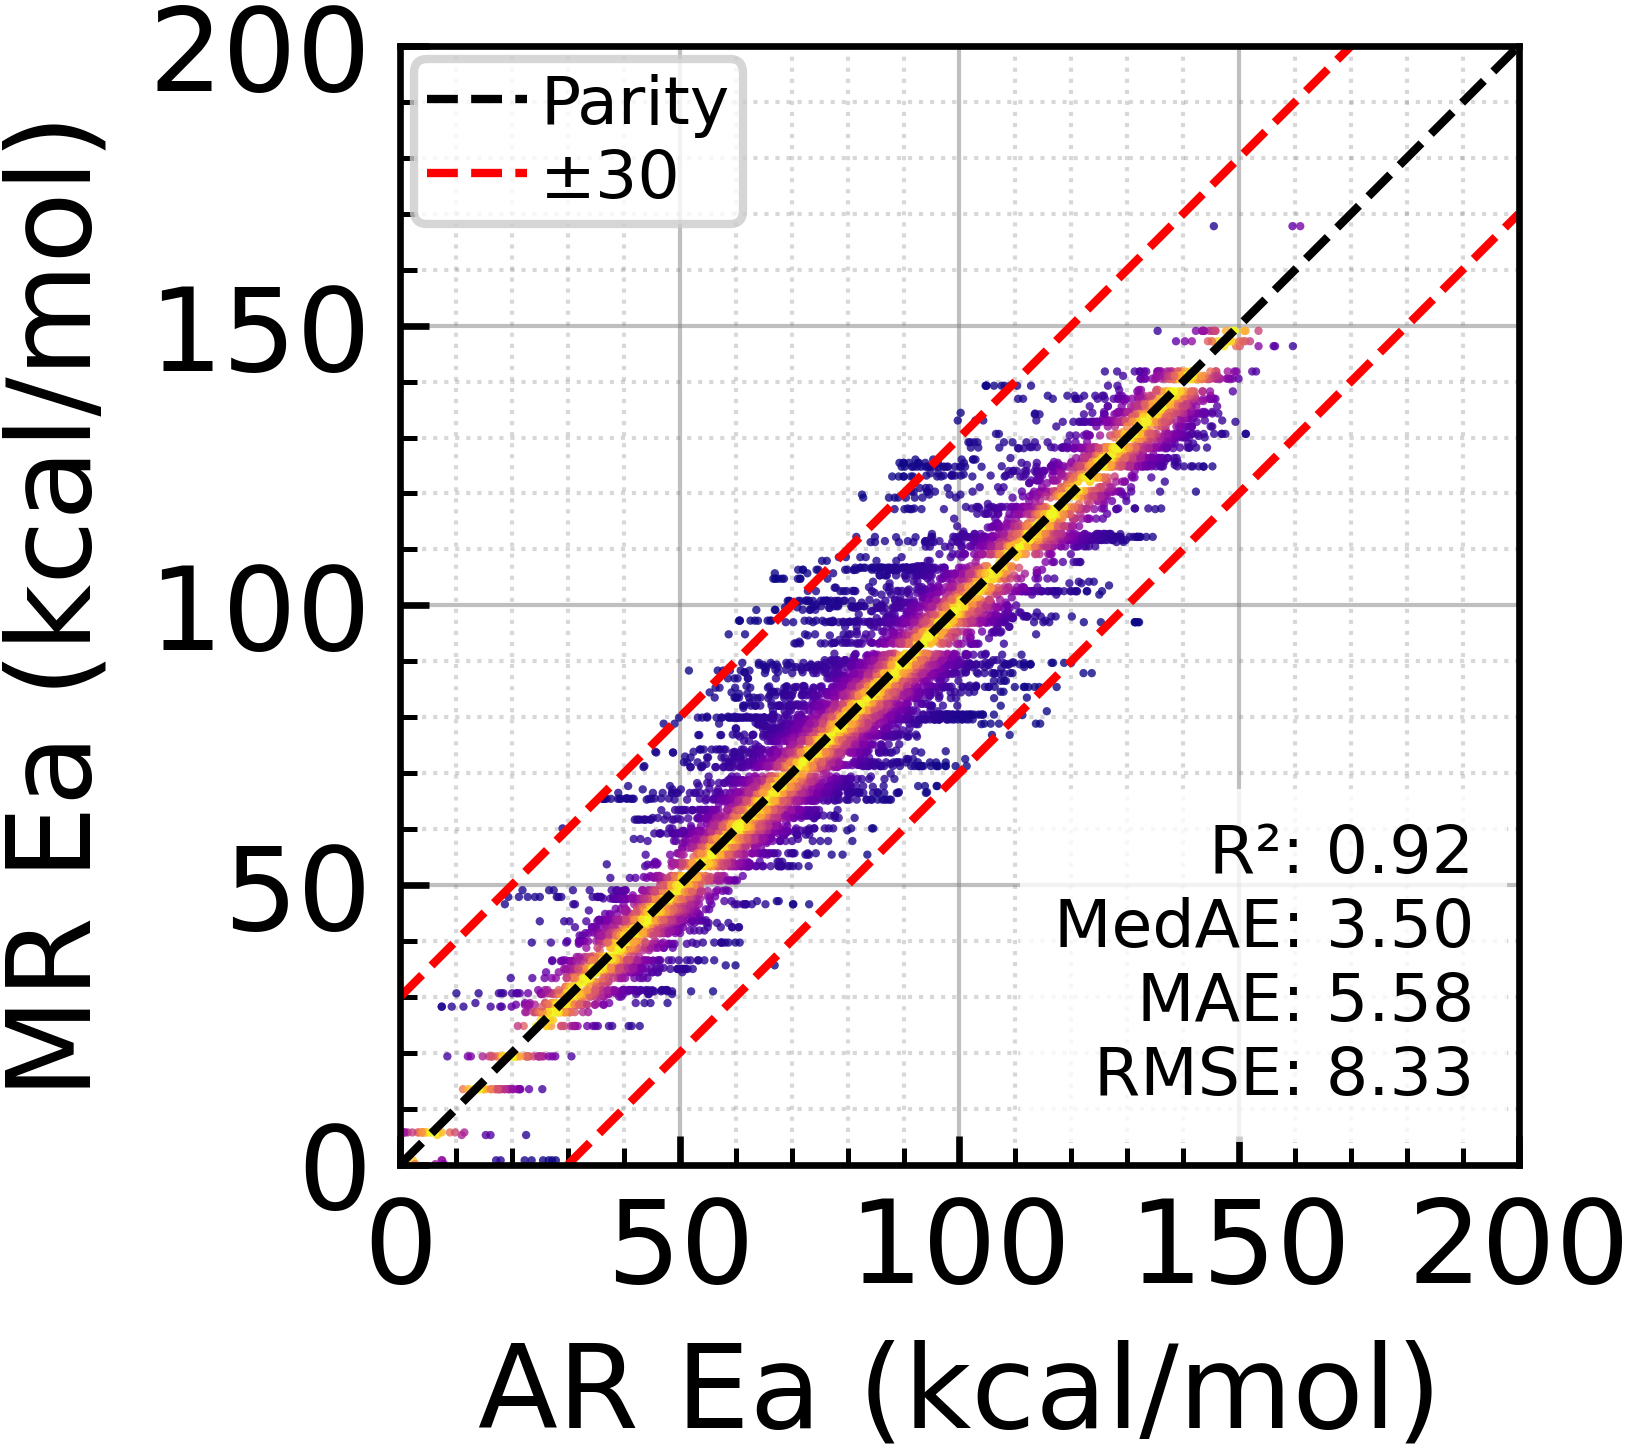 200
150
100
50
0
MR Ea (kcal/mol)
Parity
±30
R²: 0.92
MedAE: 3.50
MAE: 5.58
RMSE: 8.33
0 50 100 150 200
AR Ea (kcal/mol)